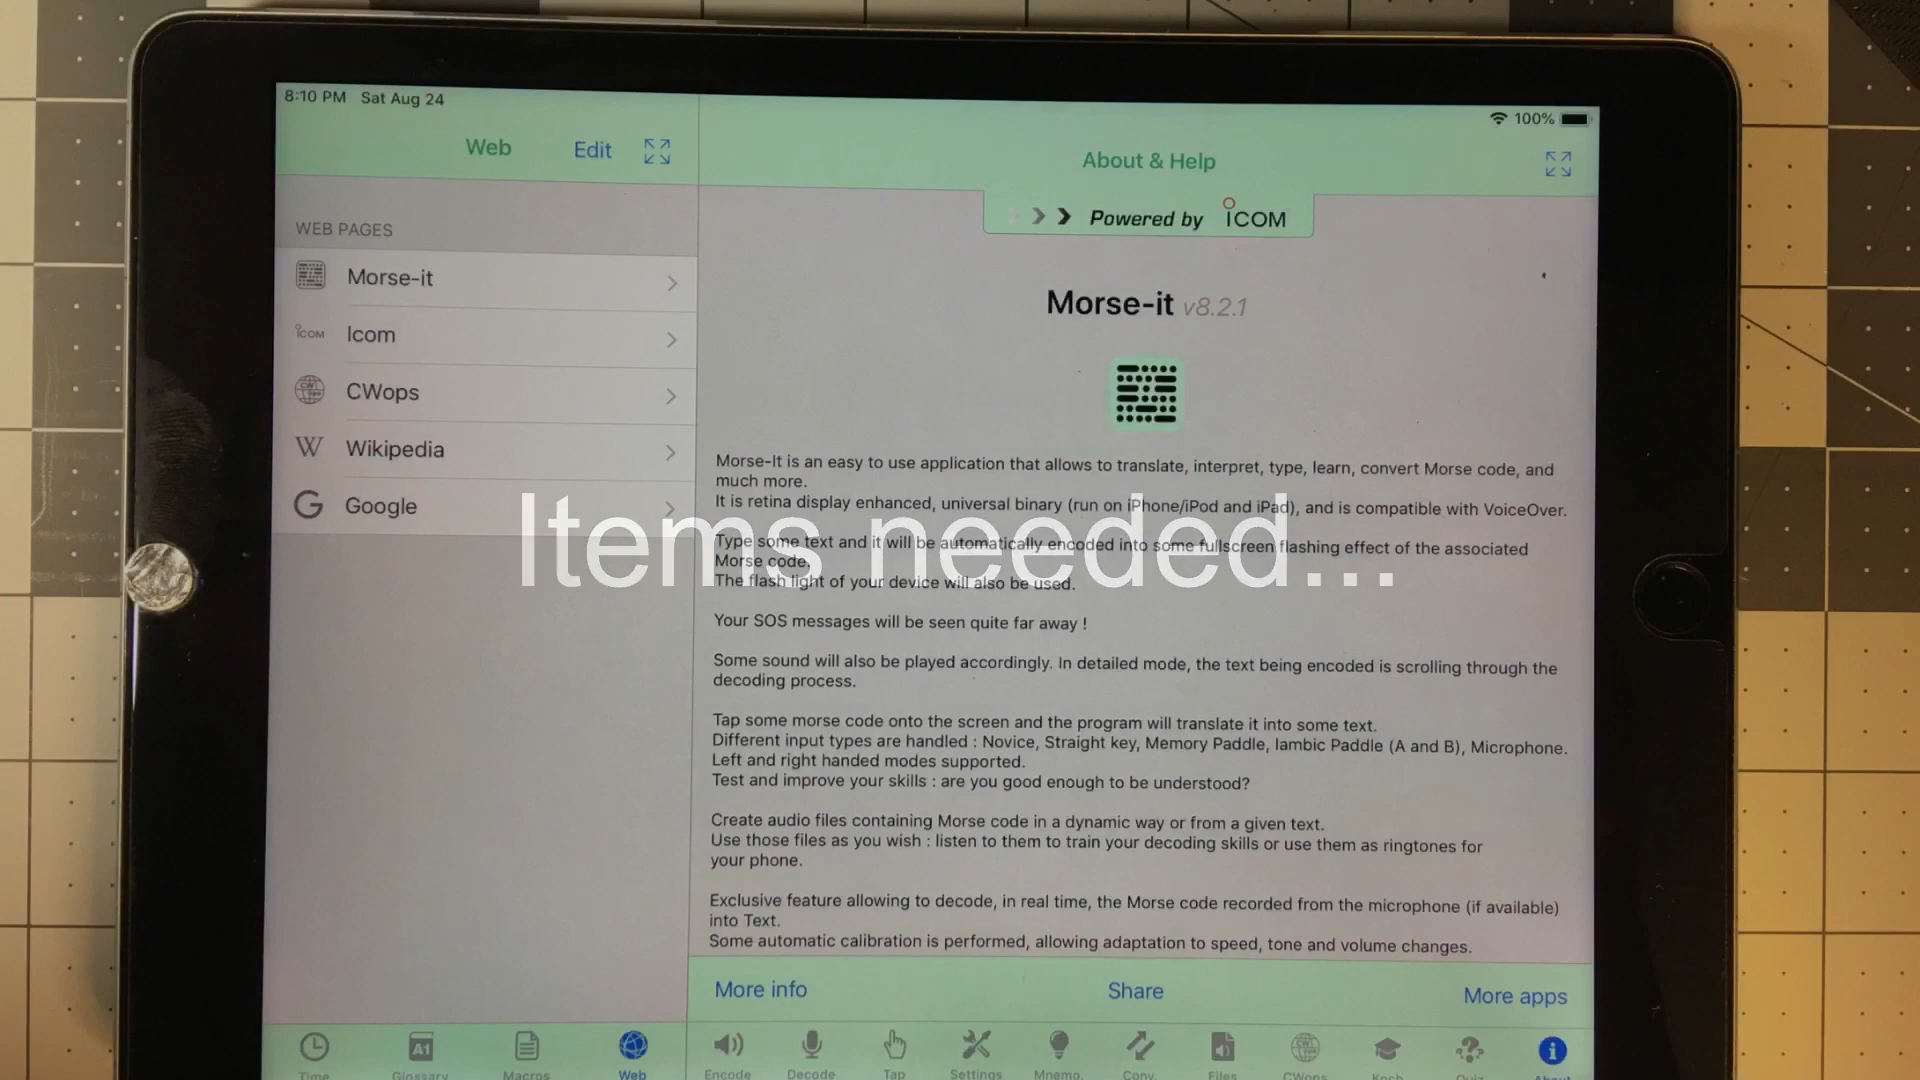 8:10 PM Sat Aug 24
100%
Web
Edit
About & Help
Powered by ICOM
WEB PAGES
Morse-it
ICOM
Icom
CW
CWops
W
Wikipedia
G
Google
Morse-it v8.2.1
Morse-It is an easy to use application that allows to translate, interpret, type, learn, convert Morse code, and
much more.
It is retina display enhanced, universal binary (run on iPhone/iPod and iPad), and is compatible with VoiceOver.
Items needed...
Type some text and it will be automatically encoded into some fullscreen flashing effect of the associated
Morse code.
The flash light of your device will also be used.
Your SOS messages will be seen quite far away !
Some sound will also be played accordingly. In detailed mode, the text being encoded is scrolling through the
decoding process.
Tap some morse code onto the screen and the program will translate it into some text.
Different input types are handled : Novice, Straight key, Memory Paddle, Iambic Paddle (A and B), Microphone.
Left and right handed modes supported.
Test and improve your skills : are you good enough to be understood?
Create audio files containing Morse code in a dynamic way or from a given text.
Use those files as you wish : listen to them to train your decoding skills or use them as ringtones for
your phone.
Exclusive feature allowing to decode, in real time, the Morse code recorded from the microphone (if available)
into Text.
Some automatic calibration is performed, allowing adaptation to speed, tone and volume changes.
More info
Share
More apps
A1
CW
Time
Glossary
Macros
Web
Encode
Decode
Tap
Settings
Mnemo.
Conv.
Files
CWops
Koch
Quiz
About